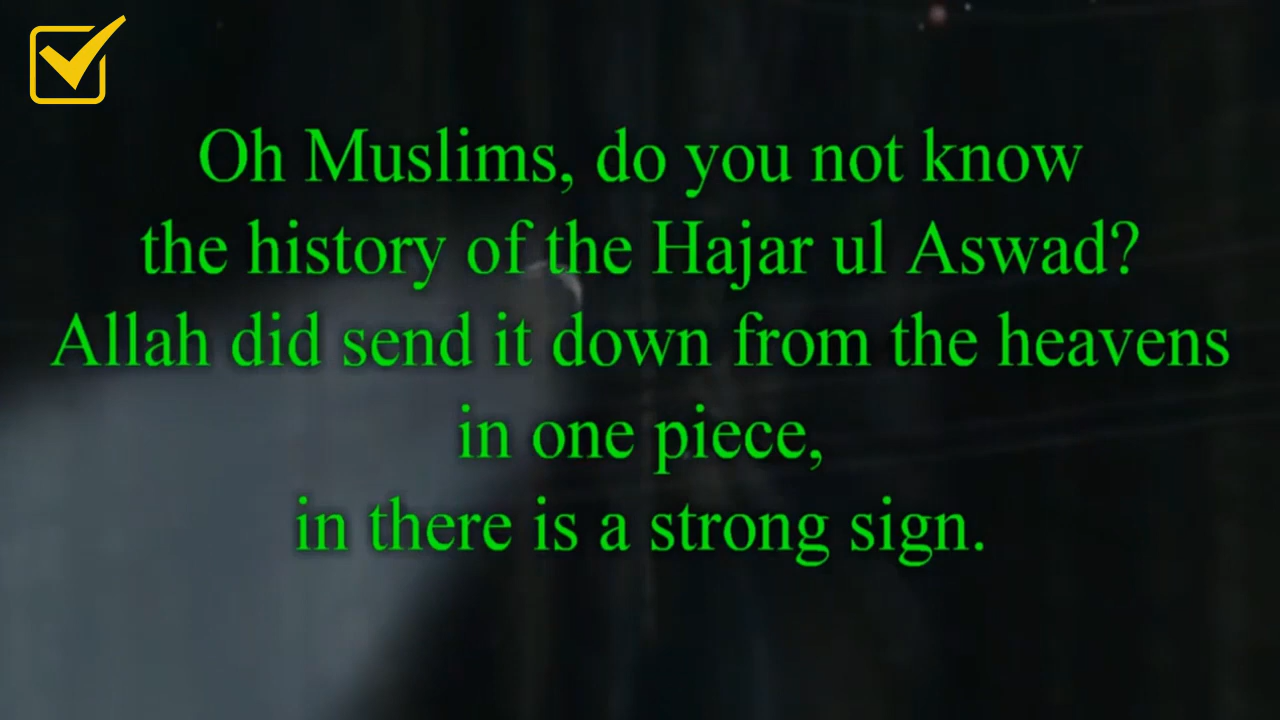 Oh Muslims, do you not know
the history of the Hajar ul Aswad?
Allah did send it down from the heavens
in one piece,
in there is a strong sign.